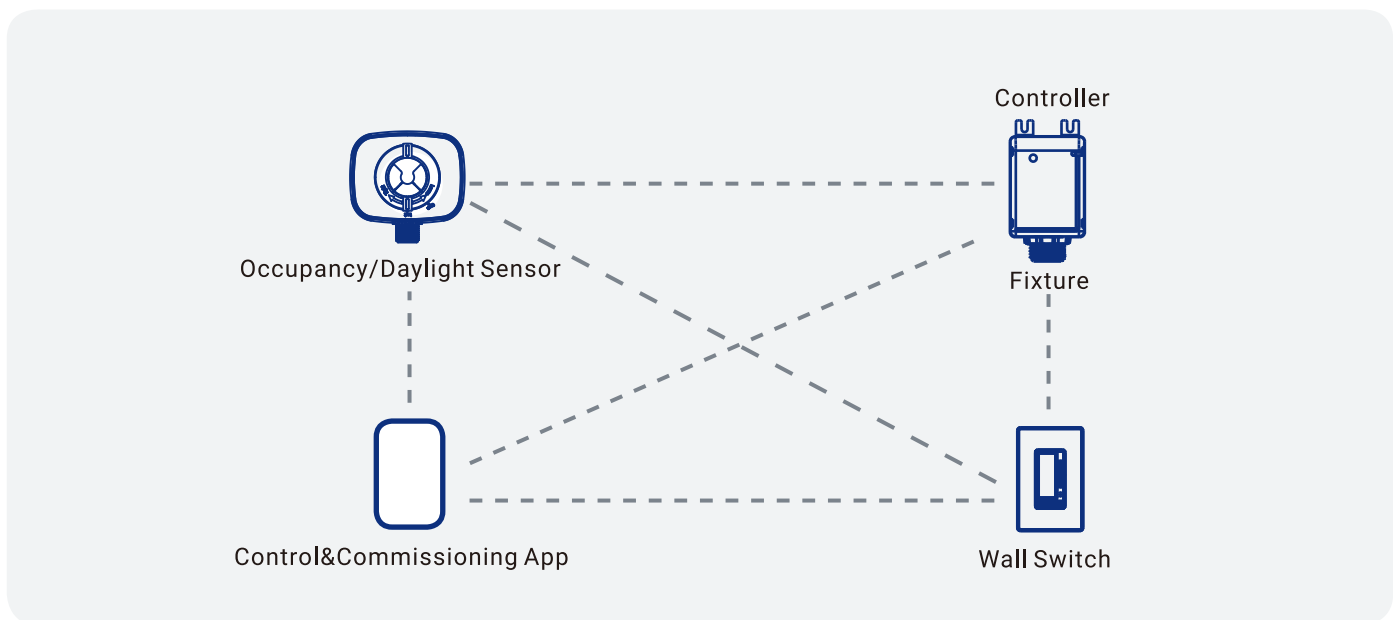 Controller
Occupancy/Daylight Sensor
Fixture
Control&Commissioning App
Wall Switch